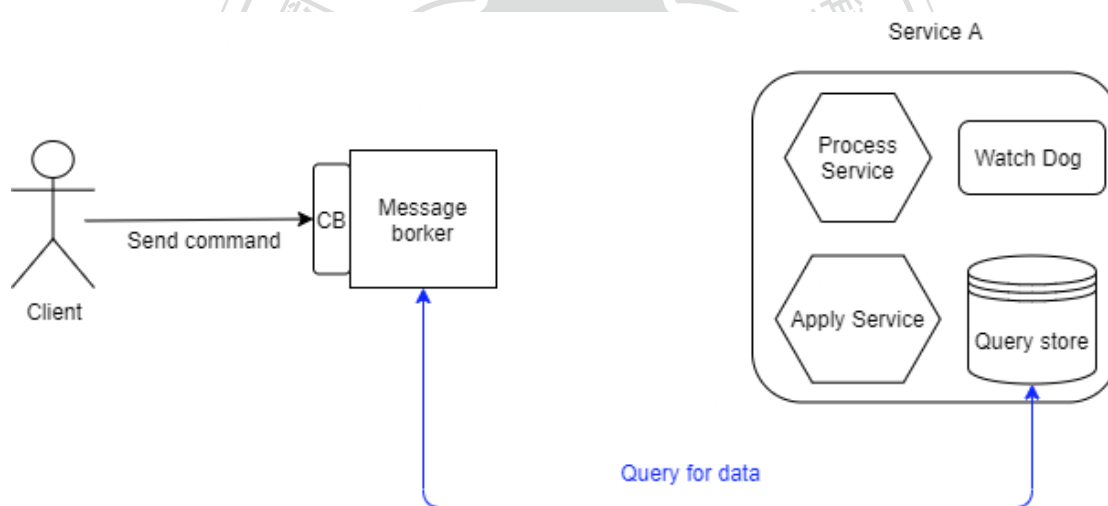 Service A
Process
Service
Watch Dog
CB
Message
borker
Send command
Client
Apply Service
Query store
Query for data